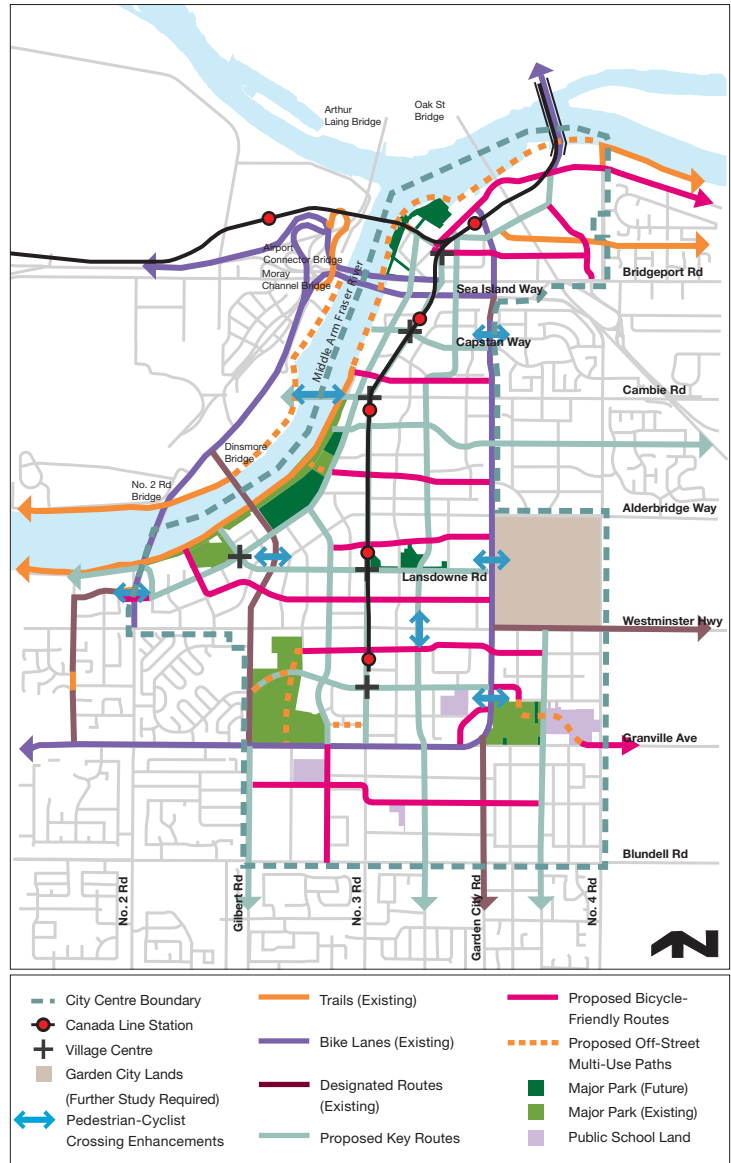 Arthur
Laing Bridge
Oak St
Bridge
Airport
Connector Bridge
Moray
Channel Bridge
Middle Arm Fraser River
Bridgeport Rd
Sea Island Way
Capstan Way
Cambie Rd
Dinsmore
Bridge
No. 2 Rd
Bridge
Alderbridge Way
Lansdowne Rd
Westminster Hwy
Granville Ave
Blundell Rd
No. 2 Rd
Gilbert Rd
No. 3 Rd
Garden City Rd
No. 4 Rd
N
City Centre Boundary
Canada Line Station
Village Centre
Garden City Lands
(Further Study Required)
Pedestrian-Cyclist
Crossing Enhancements
Trails (Existing)
Bike Lanes (Existing)
Designated Routes
(Existing)
Proposed Key Routes
Proposed Bicycle-
Friendly Routes
Proposed Off-Street
Multi-Use Paths
Major Park (Future)
Major Park (Existing)
Public School Land